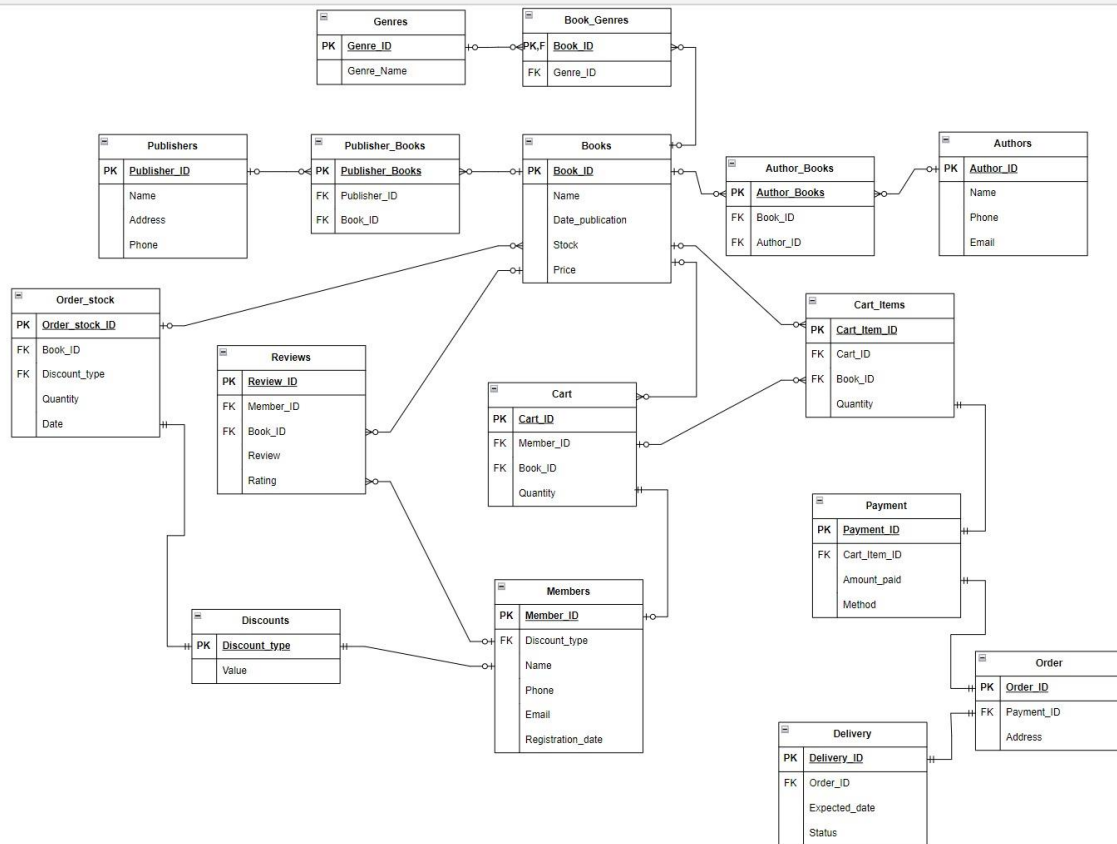 Genres
PK Genre_ID
Genre_Name
Book_Genres
PK,F Book_ID
FK Genre_ID
Publishers
PK Publisher_ID
Name
Address
Phone
Publisher_Books
PK Publisher_Books
FK Publisher_ID
FK Book_ID
Books
PK Book_ID
Name
Date_publication
Stock
Price
Author_Books
PK Author_Books
FK Book_ID
FK Author_ID
Authors
PK Author_ID
Name
Phone
Email
Order_stock
PK Order_stock_ID
FK Book_ID
FK Discount_type
Quantity
Date
Reviews
PK Review_ID
FK Member_ID
FK Book_ID
Review
Rating
Cart
PK Cart_ID
FK Member_ID
FK Book_ID
Quantity
Cart_Items
PK Cart_Item_ID
FK Cart_ID
FK Book_ID
Quantity
Payment
PK Payment_ID
FK Cart_Item_ID
Amount_paid
Method
Members
PK Member_ID
FK Discount_type
Name
Phone
Email
Registration_date
Discounts
PK Discount_type
Value
Order
PK Order_ID
FK Payment_ID
Address
Delivery
PK Delivery_ID
FK Order_ID
Expected_date
Status